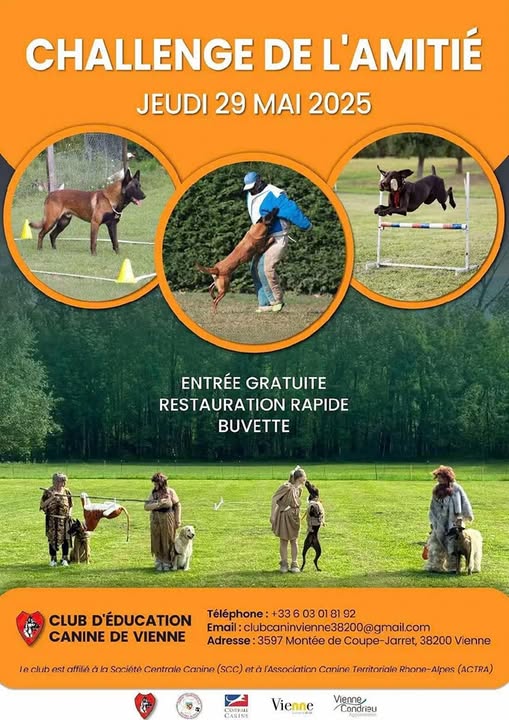 CHALLENGE DE L'AMITIÉ
JEUDI 29 MAI 2025
ENTRÉE GRATUITE
RESTAURATION RAPIDE
BUVETTE
CLUB D'ÉDUCATION
CANINE DE VIENNE
Téléphone : +33 6 03 01 81 92
Email : clubcaninvienne38200@gmail.com
Adresse : 3597 Montée de Coupe-Jarret, 38200 Vienne
Le club est affilié à la Société Centrale Canine (SCC) et à l'Association Canine Territoriale Rhone-Alpes (ACTRA)
CENTRALE
CANINE
Vienne
Vienne
Condrieu